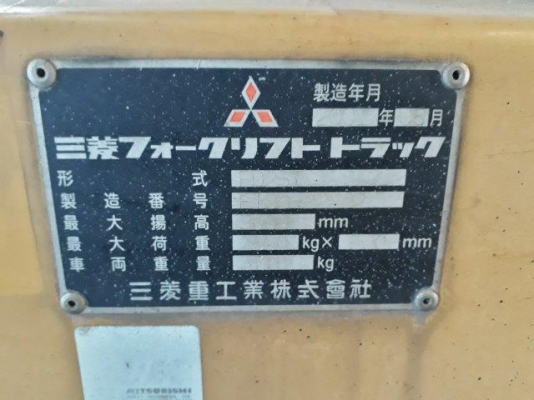 製造年月
年 月
三菱フォークリフトトラック
形式
製造番号
最大揚高 mm
最大荷重 kg× mm
車両重量 kg
三菱重工業株式會社
MITSUBISHI